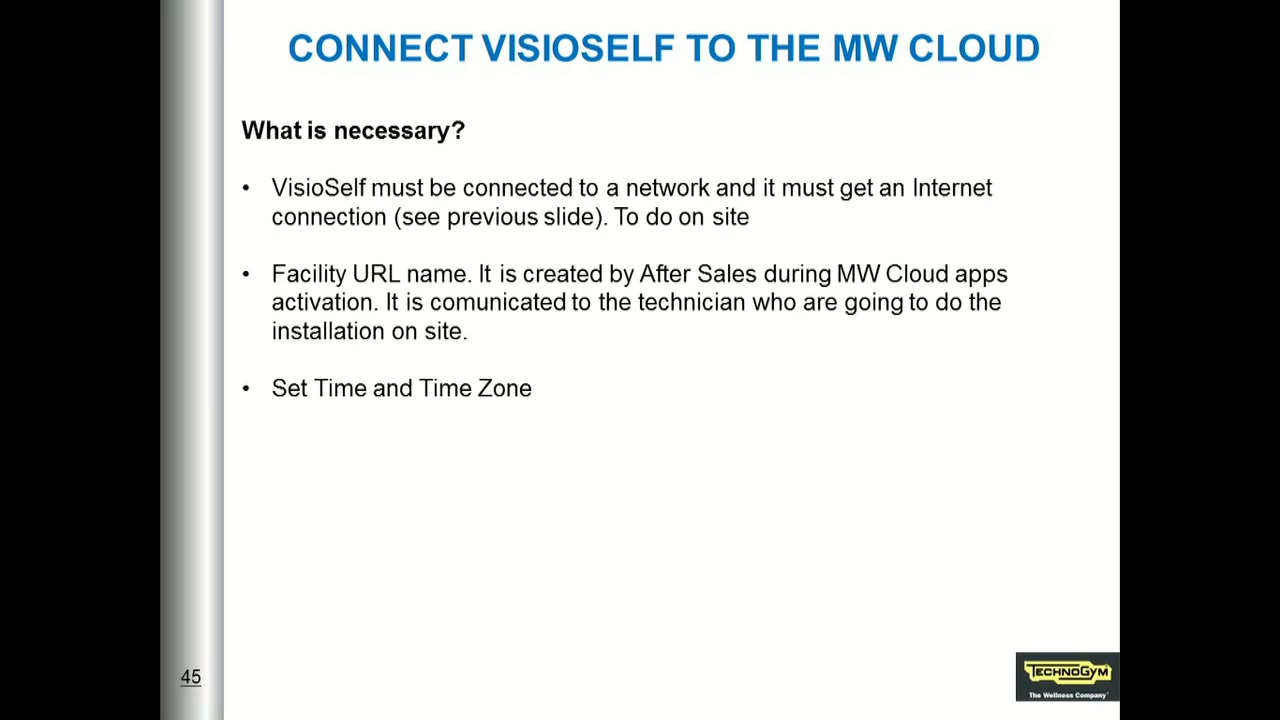 CONNECT VISIOSELF TO THE MW CLOUD
What is necessary?
• VisioSelf must be connected to a network and it must get an Internet
connection (see previous slide). To do on site
• Facility URL name. It is created by After Sales during MW Cloud apps
activation. It is comunicated to the technician who are going to do the
installation on site.
• Set Time and Time Zone
45
TECHNOGYM
The Wellness Company